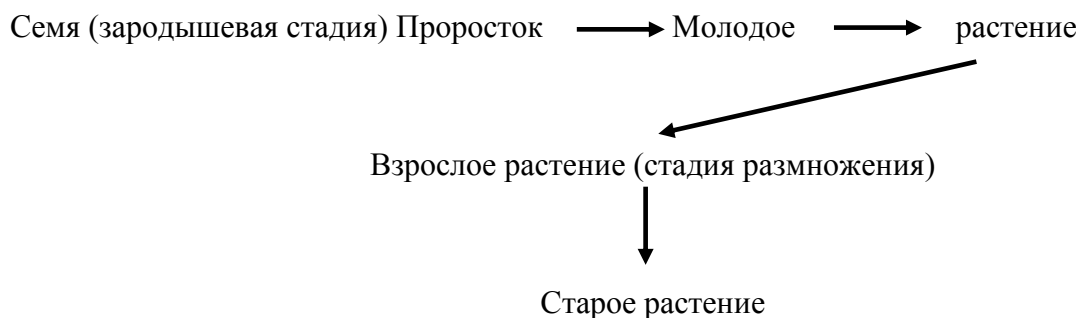 Семя (зародышевая стадия) Проросток Молодое растение
Взрослое растение (стадия размножения)
Старое растение